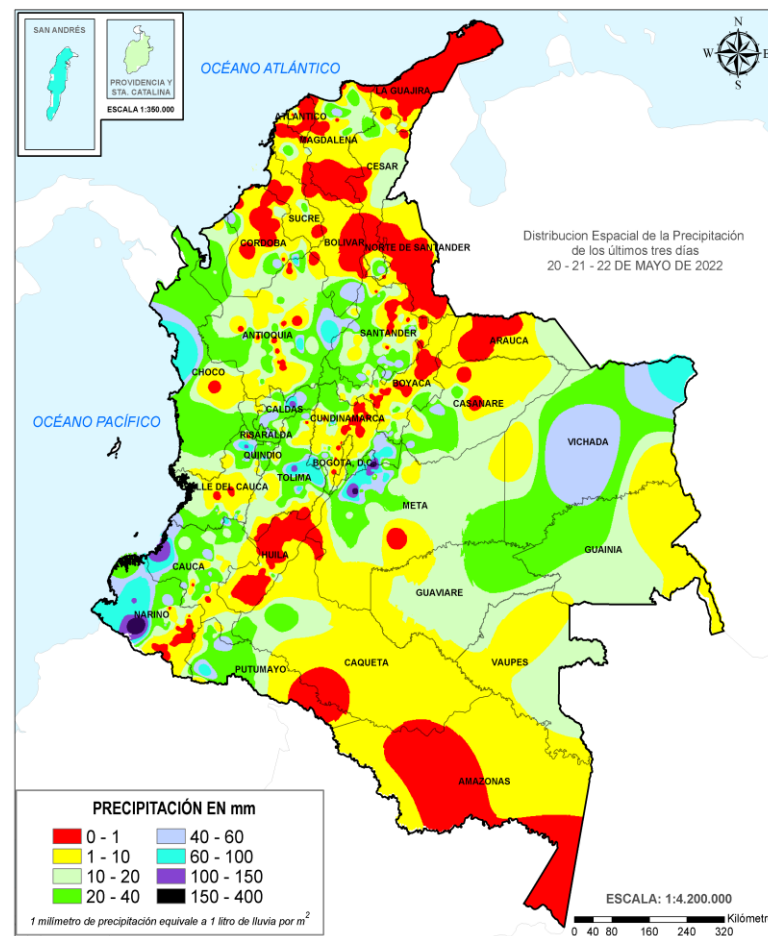 SAN ANDRÉS
PROVIDENCIA Y
STA. CATALINA
ESCALA 1:350.000
OCÉANO ATLÁNTICO
N
W
E
S
LA GUAJIRA
ATLANTICO
MAGDALENA
CESAR
SUCRE
CORDOBA
BOLIVAR
NORTE DE SANTANDER
Distribucion Espacial de la Precipitación
de los últimos tres días
20 - 21 - 22 DE MAYO DE 2022
ANTIOQUIA
SANTANDER
ARAUCA
CHOCO
BOYACA
CASANARE
CALDAS
CUNDINAMARCA
OCÉANO PACÍFICO
RISARALDA
VICHADA
QUINDIO
BOGOTA, D.C.
TOLIMA
VALLE DEL CAUCA
META
HUILA
GUAINIA
CAUCA
GUAVIARE
NARIÑO
PUTUMAYO
CAQUETA
VAUPES
AMAZONAS
PRECIPITACIÓN EN mm
0 - 1
40 - 60
1 - 10
60 - 100
10 - 20
100 - 150
20 - 40
150 - 400
1 milímetro de precipitación equivale a 1 litro de lluvia por m²
ESCALA: 1:4.200.000
Kilómetr
0 40 80 160 240 320